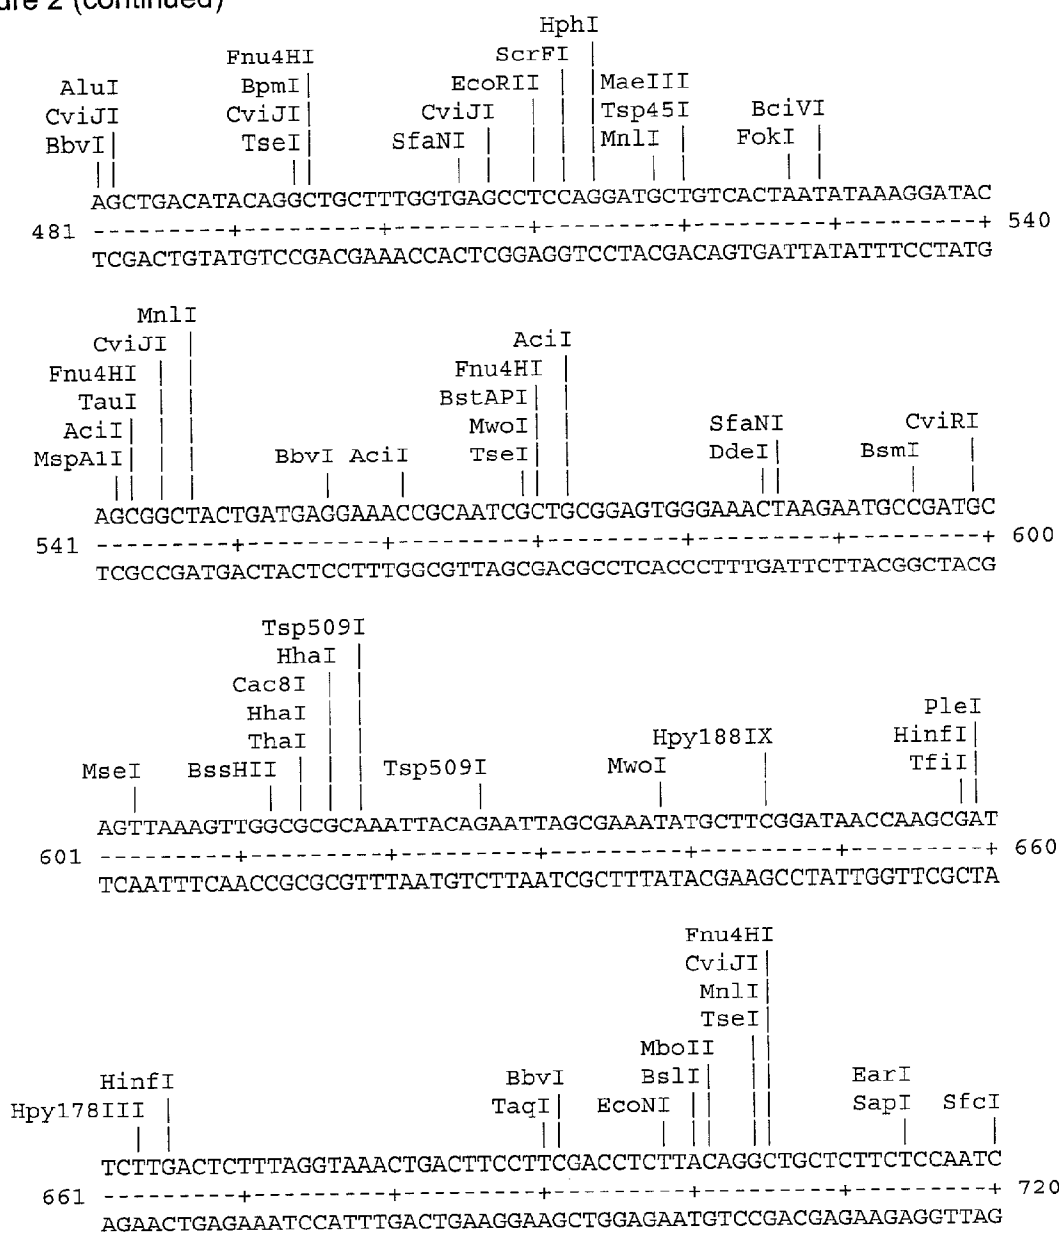 ure 2 (continued)
HphI
Fnu4HI ScrFI
AluI BpmI EcoRII MaeIII
CviJI CviJI CviJI Tsp45I BciVI
BbvI TseI SfaNI MnlI FokI
AGCTGACATACAGGCTGCTTTGGTGAGCCTCCAGGATGCTGTCACTAATATAAAGGATAC
481 ---------+---------+---------+---------+---------+---------+ 540
TCGACTGTATGTCCGACGAAACCACTCGGAGGTCCTACGACAGTGATTATATTTCCTATG
MnlI
CviJI AciI
Fnu4HI Fnu4HI
TauI BstAPI
AciI MwoI SfaNI CviRI
MspA1I BbvI AciI TseI DdeI BsmI
AGCGGCTACTGATGAGGAAACCGCAATCGCTGCGGAGTGGGAAACTAAGAATGCCGATGC
541 ---------+---------+---------+---------+---------+---------+ 600
TCGCCGATGACTACTCCTTTGGCGTTAGCGACGCCTCACCCTTTGATTCTTACGGCTACG
Tsp509I
HhaI
Cac8I
HhaI PleI
ThaI Hpy188IX HinfI
MseI BssHII Tsp509I MwoI TfiI
AGTTAAAGTTGGCGCGCAAATTACAGAATTAGCGAAATATGCTTCGGATAACCAAGCGAT
601 ---------+---------+---------+---------+---------+---------+ 660
TCAATTTCAACCGCGCGTTTAATGTCTTAATCGCTTTATACGAAGCCTATTGGTTCGCTA
Fnu4HI
CviJI
MnlI
TseI
MboII
HinfI BbvI BslI EarI
Hpy178III TaqI EcoNI SapI SfcI
TCTTGACTCTTTAGGTAAACTGACTTCCTTCGACCTCTTACAGGCTGCTCTTCTCCAATC
661 ---------+---------+---------+---------+---------+---------+ 720
AGAACTGAGAAATCCATTTGACTGAAGGAAGCTGGAGAATGTCCGACGAGAAGAGGTTAG